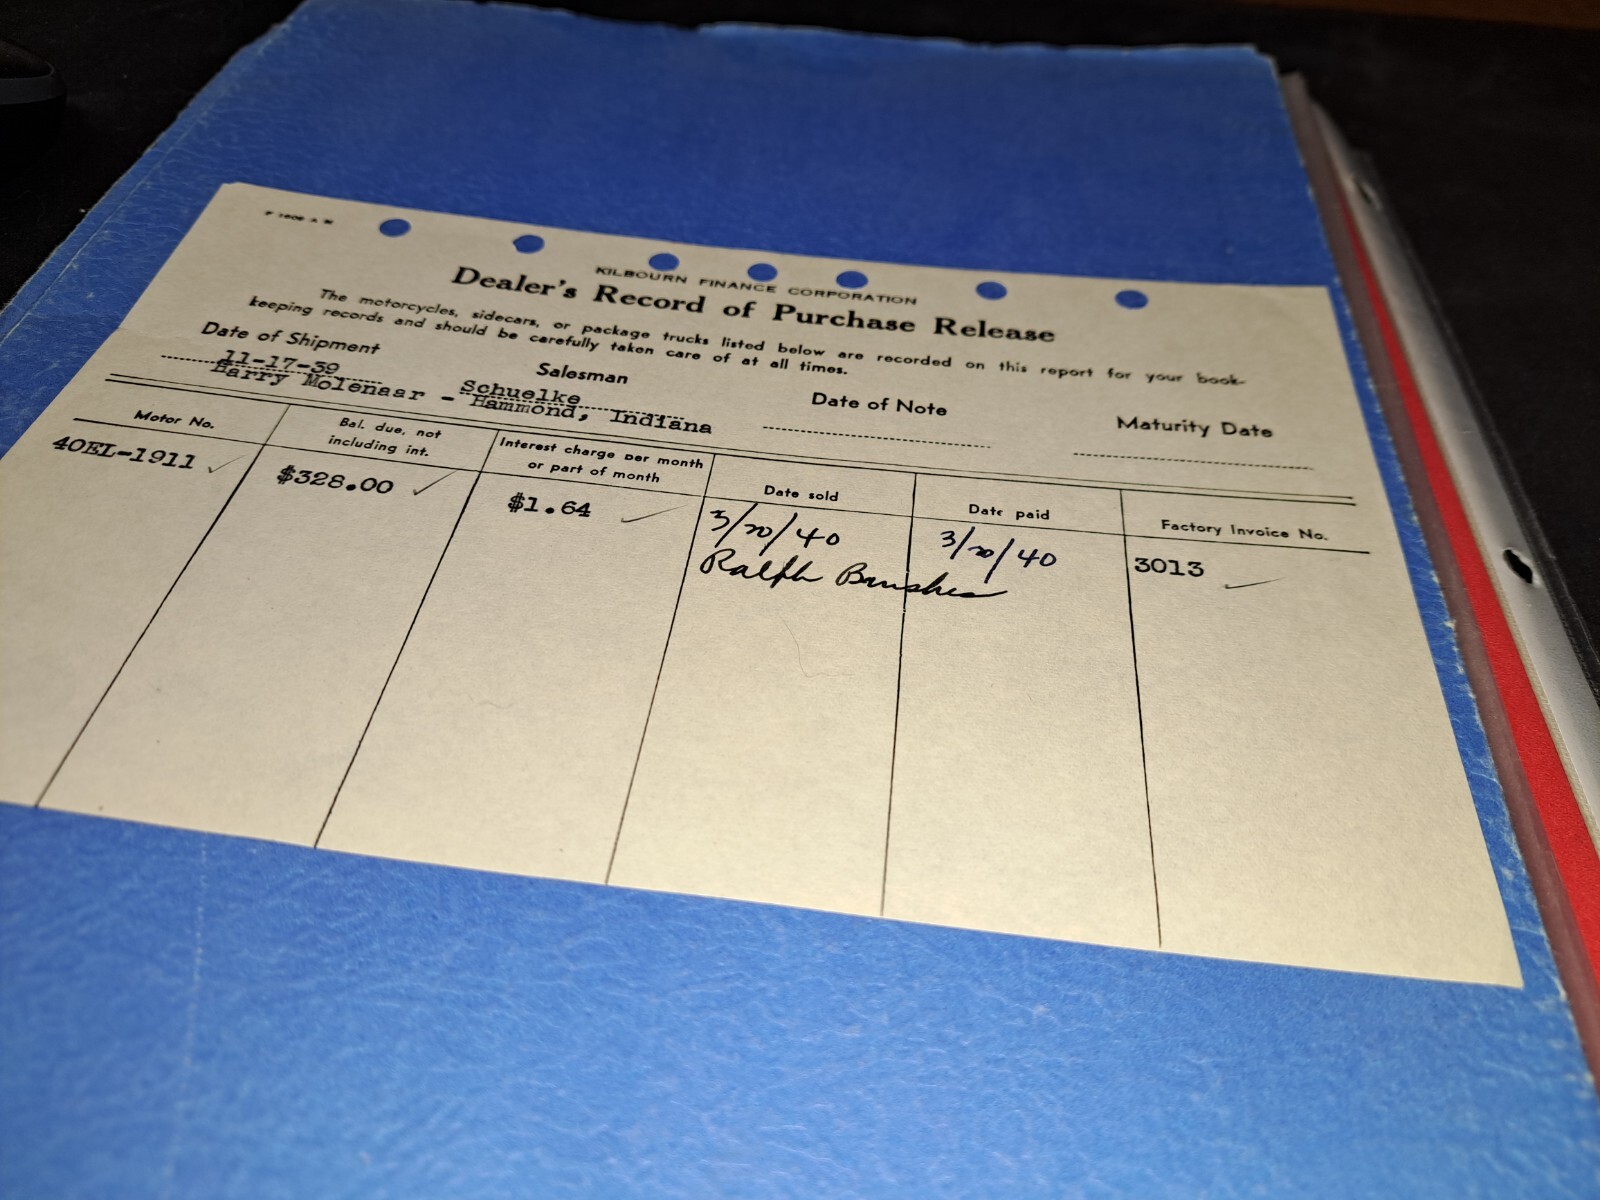 F 1606 A M
KILBOURN FINANCE CORPORATION
Dealer's Record of Purchase Release
The motorcycles, sidecars, or package trucks listed below are recorded on this report for your book-
keeping records and should be carefully taken care of at all times.
Date of Shipment
11-17-39
Salesman
Schuelke
Date of Note
Maturity Date
Harry Molenaar - Hammond, Indiana
Motor No.
Bal. due, not
including int.
Interest charge per month
or part of month
Date sold
Date paid
Factory Invoice No.
40EL-1911
$328.00
$1.64
3/20/40
3/20/40
3013
Ralph